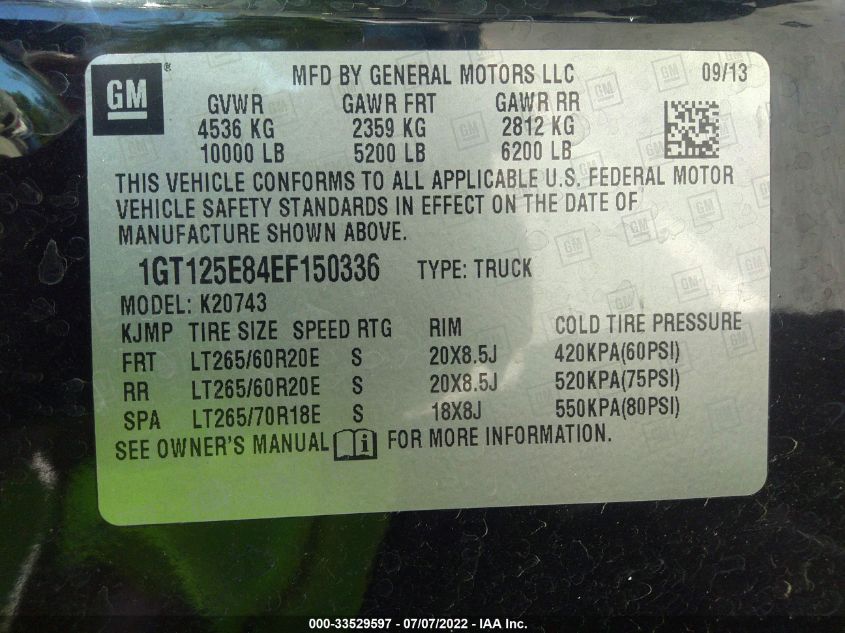 GM® MFD BY GENERAL MOTORS LLC 09/13
GVWR GAWR FRT GAWR RR
4536 KG 2359 KG 2812 KG
10000 LB 5200 LB 6200 LB
THIS VEHICLE CONFORMS TO ALL APPLICABLE U.S. FEDERAL MOTOR
VEHICLE SAFETY STANDARDS IN EFFECT ON THE DATE OF
MANUFACTURE SHOWN ABOVE.
1GT125E84EF150336 TYPE: TRUCK
MODEL: K20743
KJMP TIRE SIZE SPEED RTG RIM COLD TIRE PRESSURE
FRT LT265/60R20E S 20X8.5J 420KPA(60PSI)
RR LT265/60R20E S 20X8.5J 520KPA(75PSI)
SPA LT265/70R18E S 18X8J 550KPA(80PSI)
SEE OWNER'S MANUAL FOR MORE INFORMATION.
000-33529597 - 07/07/2022 - IAA Inc.